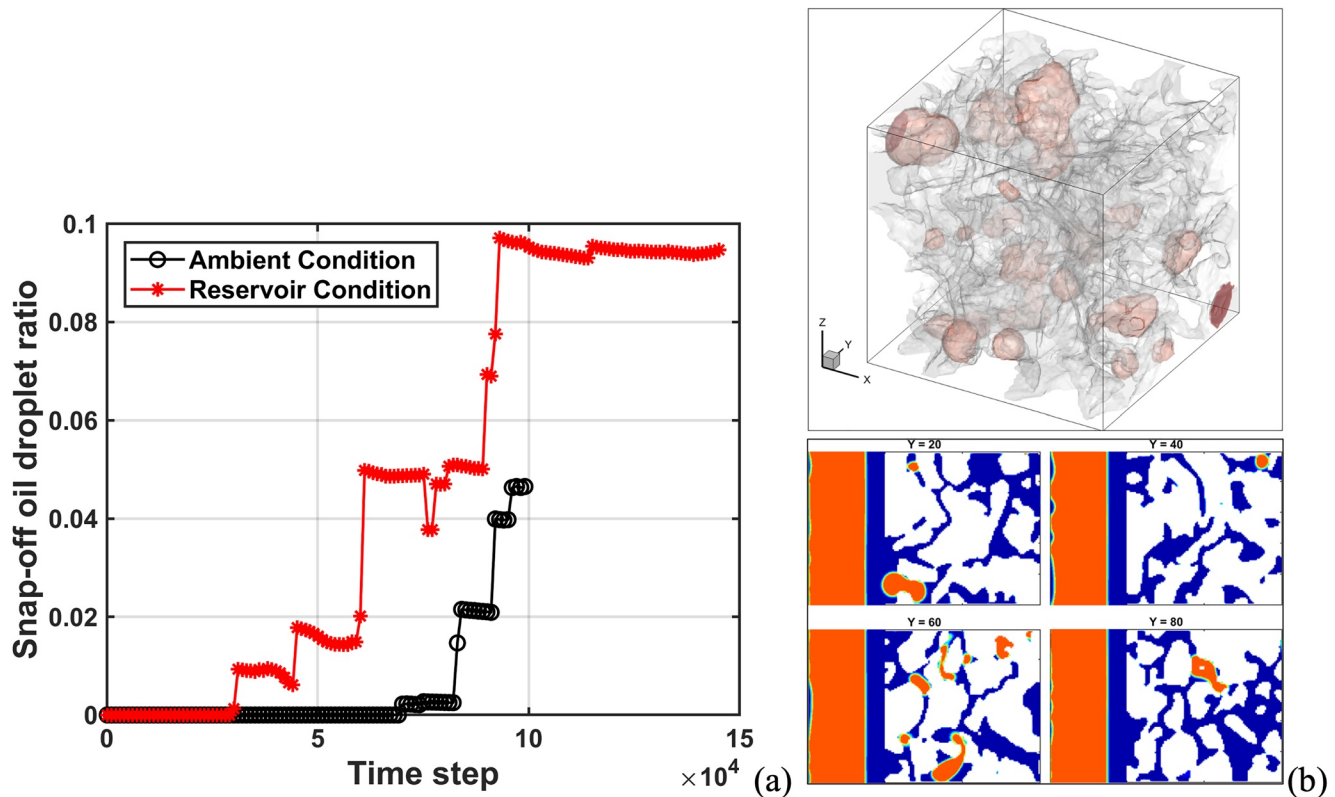 Snap-off oil droplet ratio
0.1
0.08
0.06
0.04
0.02
0
Ambient Condition
Reservoir Condition
0 5 10 15
Time step
×10⁴
(a)
Z
Y
X
Y = 20
Y = 40
Y = 60
Y = 80
(b)